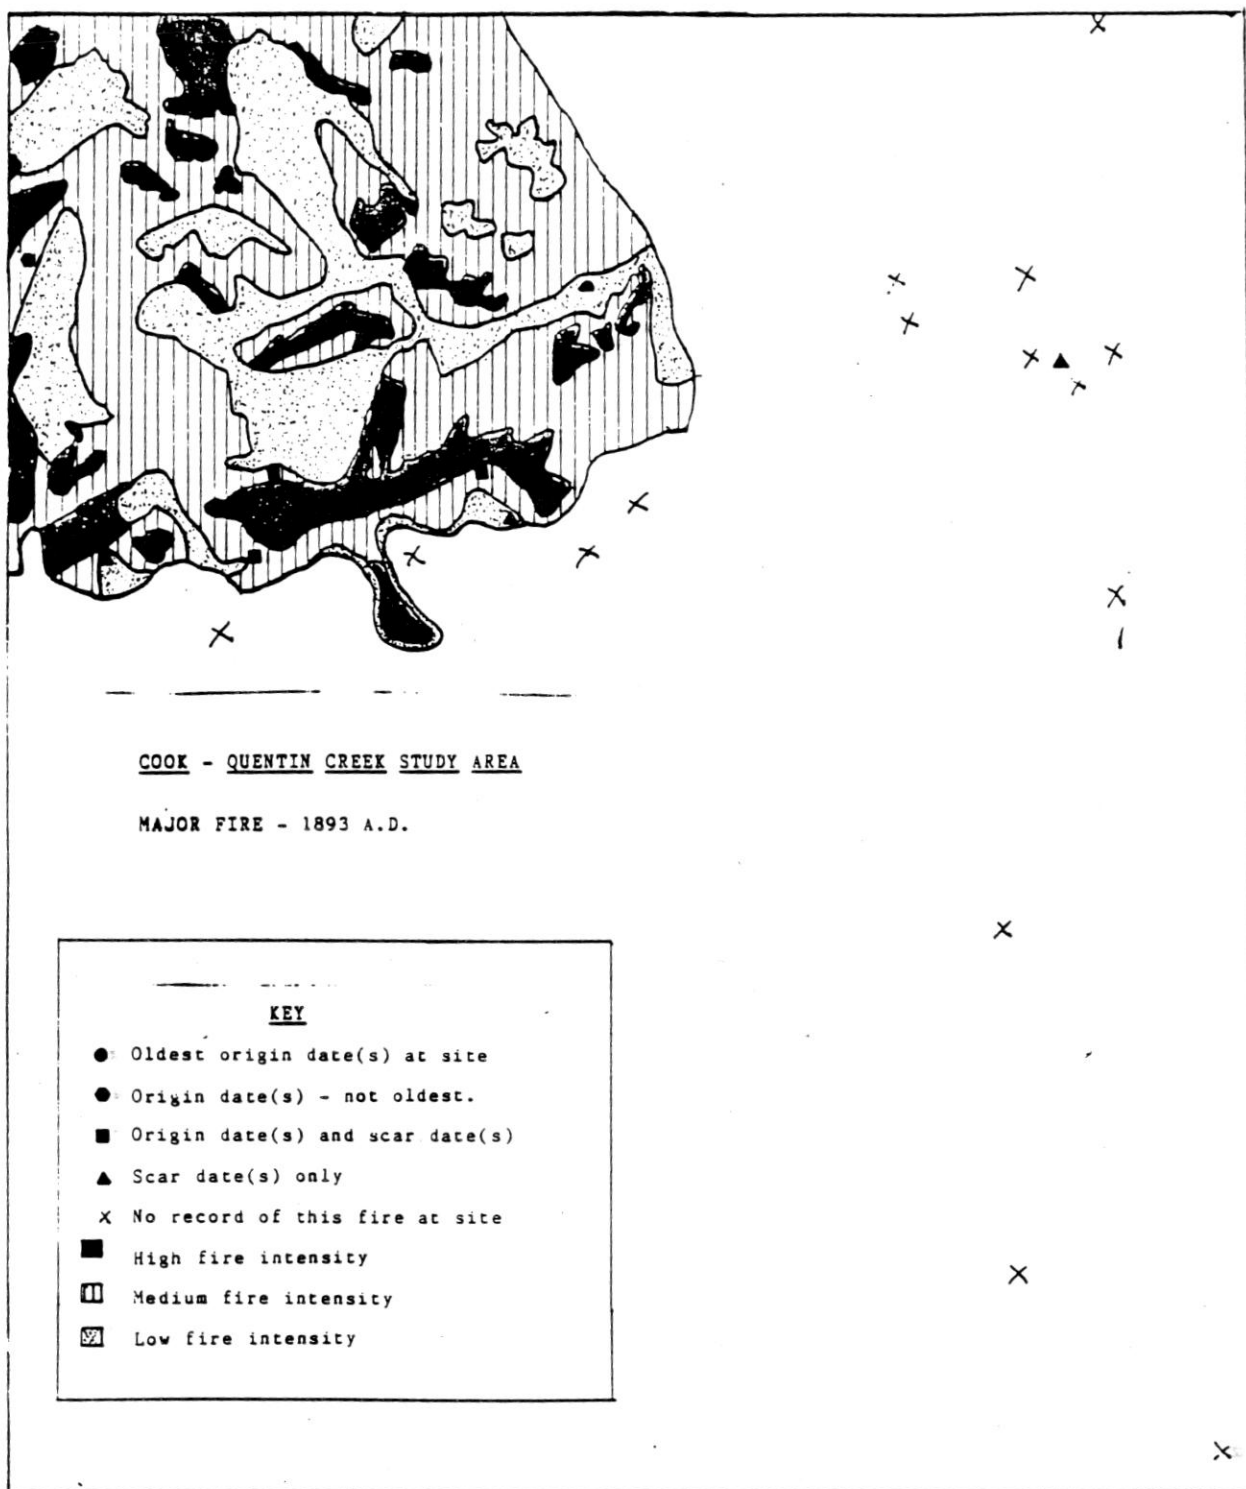 COOK - QUENTIN CREEK STUDY AREA
MAJOR FIRE - 1893 A.D.
KEY
Oldest origin date(s) at site
Origin date(s) - not oldest.
Origin date(s) and scar date(s)
Scar date(s) only
No record of this fire at site
High fire intensity
Medium fire intensity
Low fire intensity